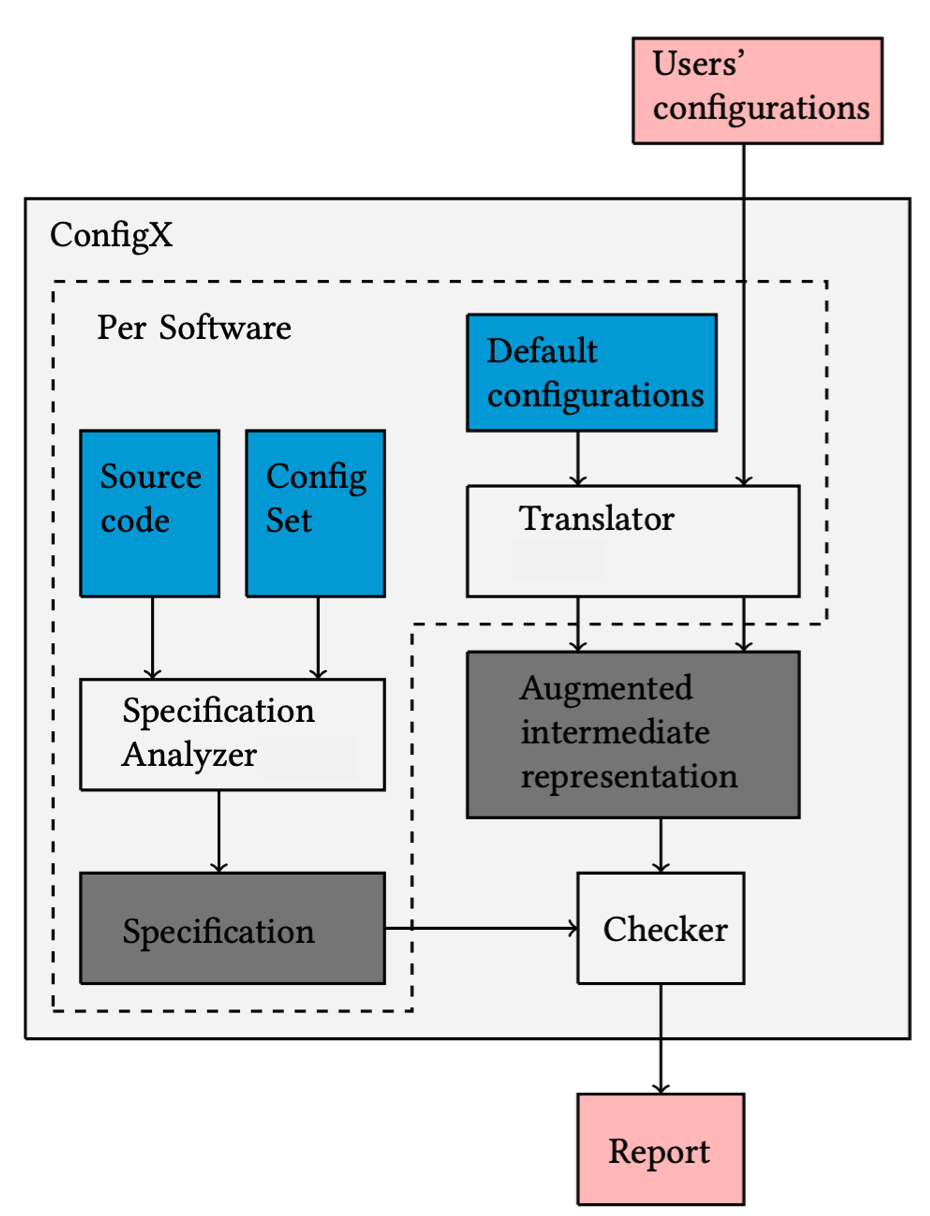 Users’
configurations
ConfigX
Per Software
Default
configurations
Source
code
Config
Set
Translator
Specification
Analyzer
Augmented
intermediate
representation
Specification
Checker
Report